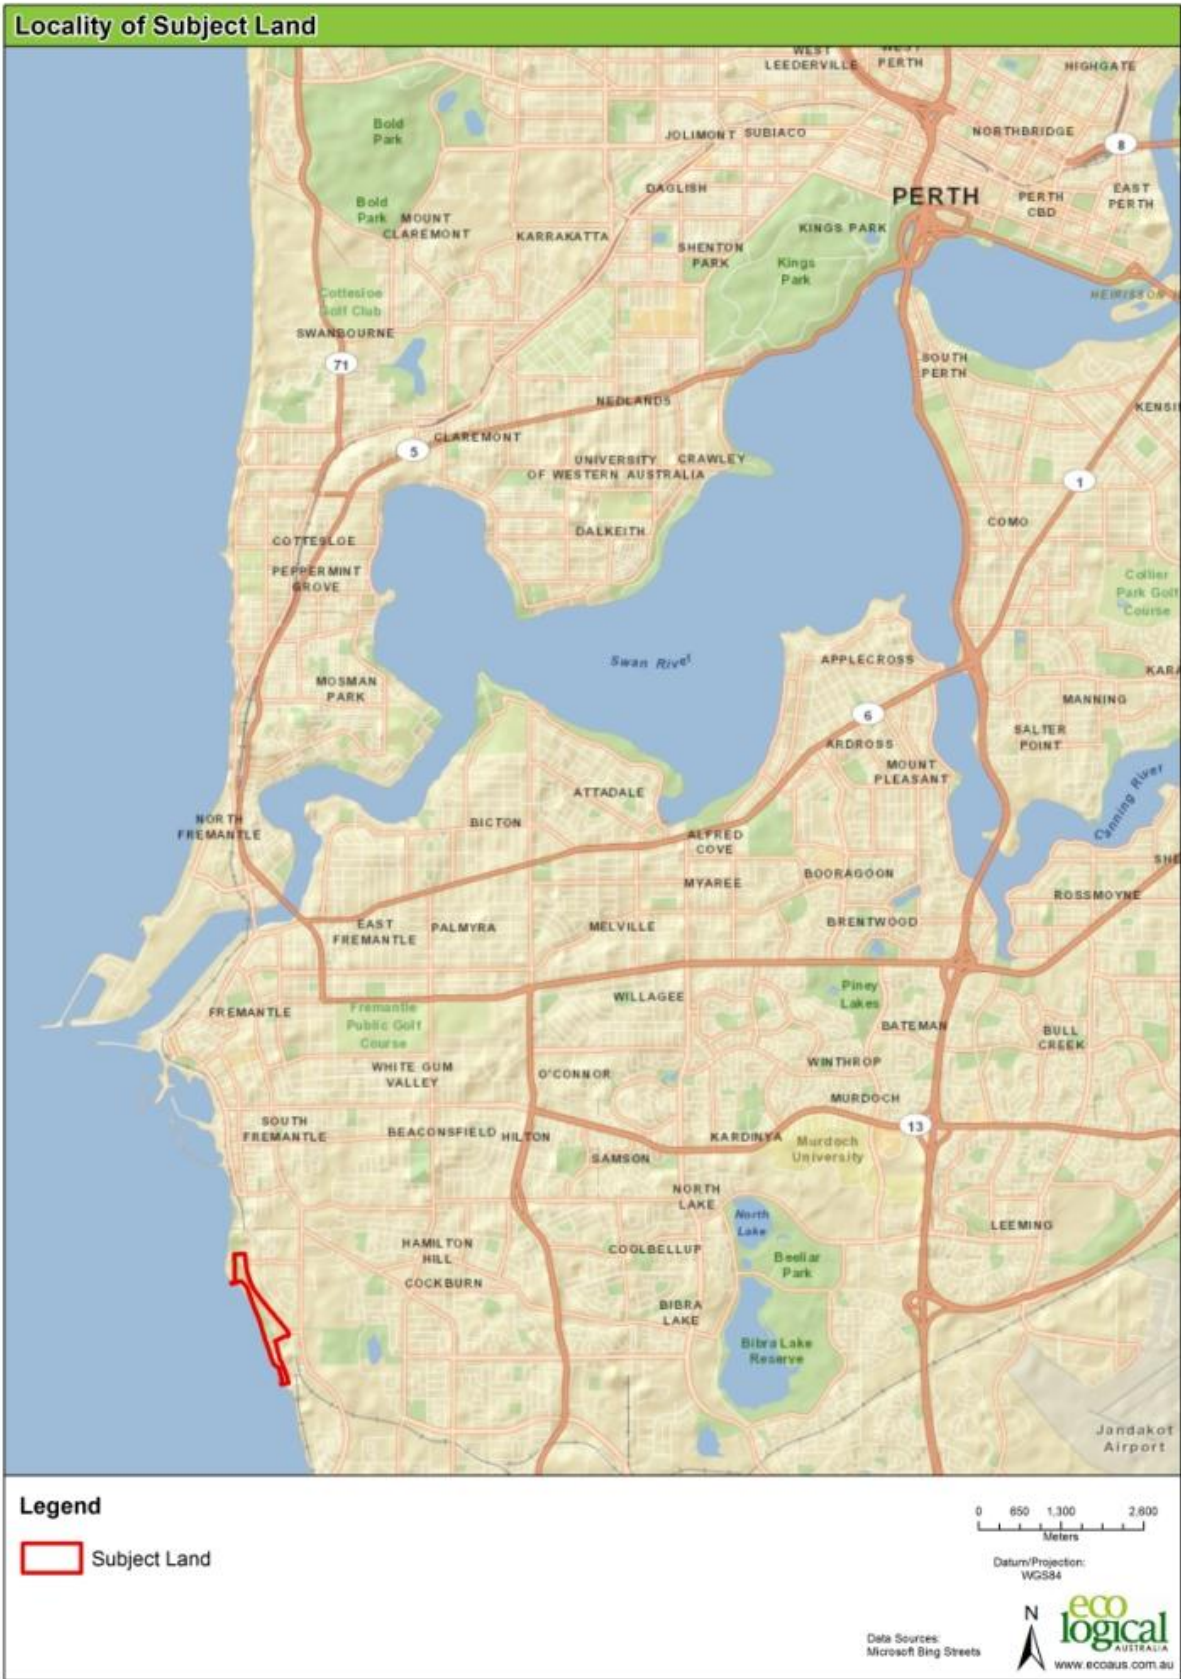 Locality of Subject Land
WEST
LEEDERVILLE
WEST
PERTH
HIGHGATE
Bold
Park
JOLIMONT
SUBIACO
NORTHBRIDGE
8
DAGLISH
PERTH
PERTH
CBD
EAST
PERTH
Bold
Park
MOUNT
CLAREMONT
KARRAKATTA
SHENTON
PARK
KINGS PARK
Kings
Park
Cottesloe
Golf Club
HEIRISSON
SWANBOURNE
71
SOUTH
PERTH
NEDLANDS
KENSI
CLAREMONT
5
UNIVERSITY
OF WESTERN AUSTRALIA
CRAWLEY
1
DALKEITH
COMO
COTTESLOE
PEPPERMINT
GROVE
Collier
Park Golf
Course
Swan River
APPLECROSS
KARA
MOSMAN
PARK
MANNING
6
SALTER
POINT
ARDROSS
MOUNT
PLEASANT
ATTADALE
Canning River
NORTH
FREMANTLE
BICTON
ALFRED
COVE
SHE
MYAREE
BOORAGOON
ROSSMOYNE
EAST
FREMANTLE
PALMYRA
MELVILLE
BRENTWOOD
WILLAGEE
Piney
Lakes
FREMANTLE
Fremantle
Public Golf
Course
BATEMAN
BULL
CREEK
WHITE GUM
VALLEY
O'CONNOR
WINTHROP
MURDOCH
SOUTH
FREMANTLE
BEACONSFIELD
HILTON
KARDINYA
Murdoch
University
13
SAMSON
NORTH
LAKE
North
Lake
LEEMING
HAMILTON
HILL
COOLBELLUP
Beeliar
Park
COCKBURN
BIBRA
LAKE
Bibra Lake
Reserve
Jandakot
Airport
Legend
Subject Land
0 650 1,300 2,600
Meters
Datum/Projection:
WGS84
N
eco
logical
AUSTRALIA
Data Sources:
Microsoft Bing Streets
www.ecoaus.com.au